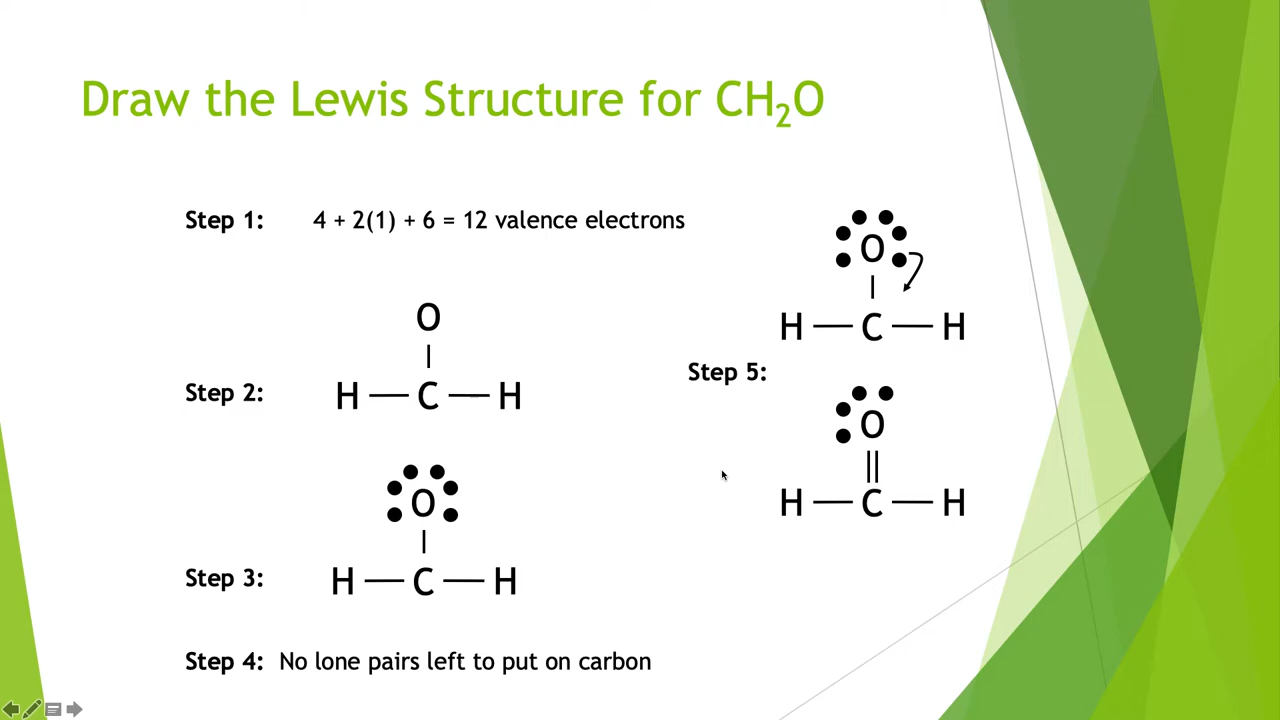 Draw the Lewis Structure for CH₂O
Step 1: 4 + 2(1) + 6 = 12 valence electrons
O
H — C — H
Step 2:
O
H — C — H
Step 3:
Step 4: No lone pairs left to put on carbon
O
H — C — H
Step 5:
O
H — C — H